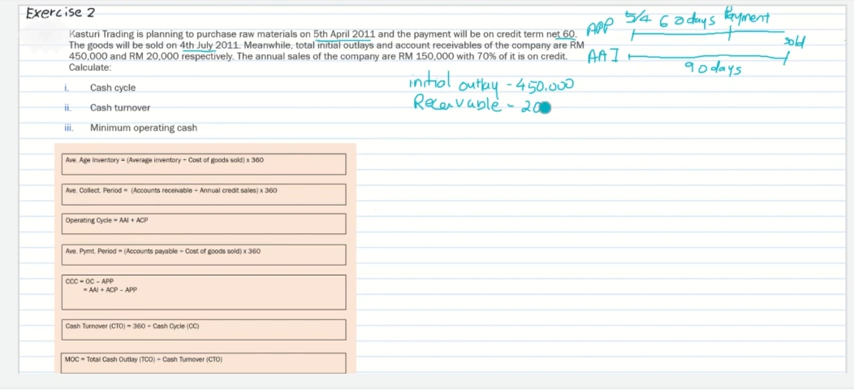 Exercise 2
Kasturi Trading is planning to purchase raw materials on 5th April 2011 and the payment will be on credit term net 60.
The goods will be sold on 4th July 2011. Meanwhile, total initial outlays and account receivables of the company are RM
450,000 and RM 20,000 respectively. The annual sales of the company are RM 150,000 with 70% of it is on credit.
Calculate:
i. Cash cycle
ii. Cash turnover
iii. Minimum operating cash
APP 5/4 60 days Payment
AAI sold
90 days
initial outlay - 450,000
Receivable - 20
Ave. Age Inventory = (Average inventory ÷ Cost of goods sold) x 360
Ave. Collect. Period = (Accounts receivable ÷ Annual credit sales) x 360
Operating Cycle = AAI + ACP
Ave. Pymt. Period = (Accounts payable ÷ Cost of goods sold) x 360
CCC = OC - APP
= AAI + ACP - APP
Cash Turnover (CTO) = 360 ÷ Cash Cycle (CC)
MOC = Total Cash Outlay (TCO) ÷ Cash Turnover (CTO)